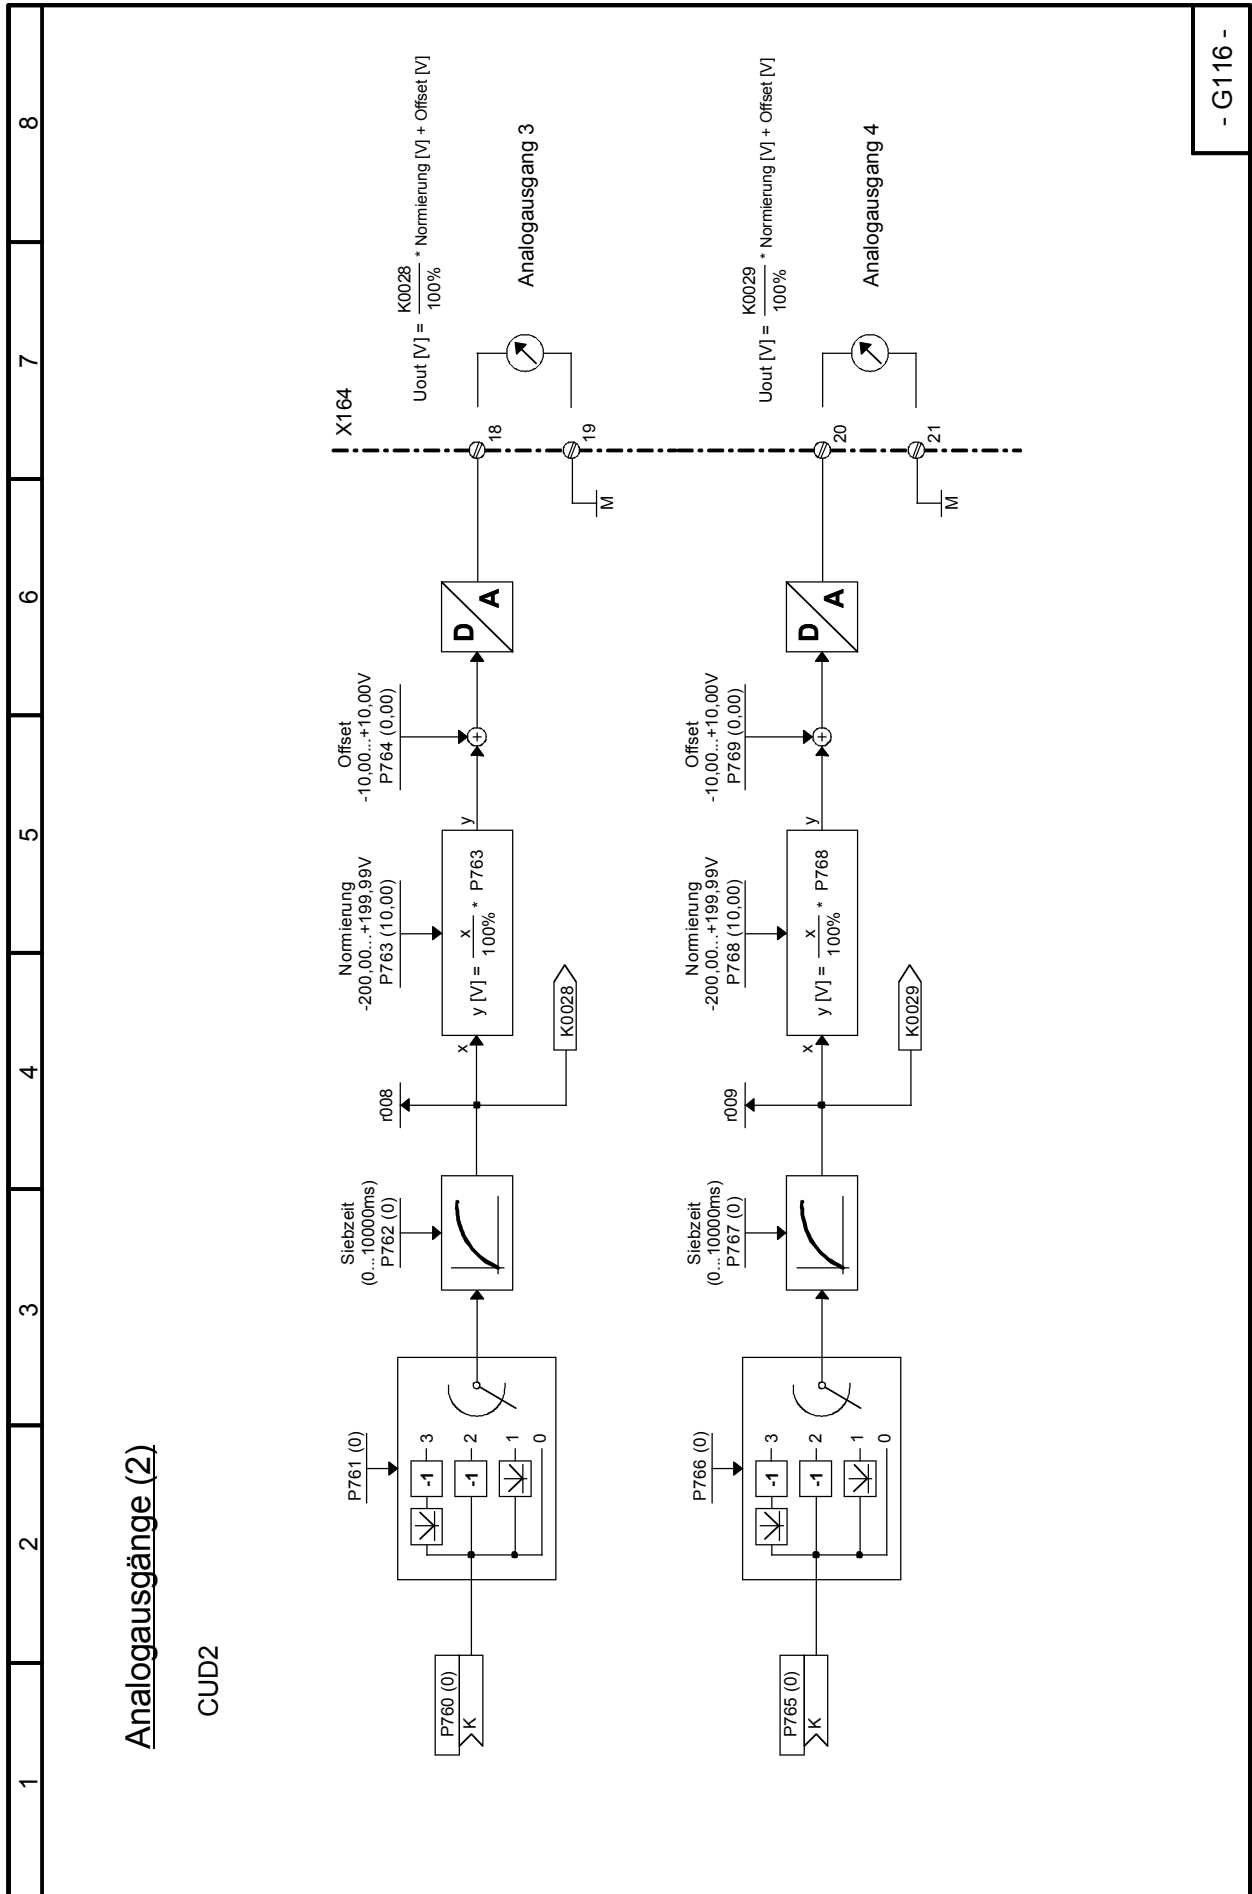 1
2
3
4
5
6
7
8
Analogausgänge (2)
CUD2
P760 (0)
K
P761 (0)
-1
3
-1
2
1
0
Siebzeit
(0...10000ms)
P762 (0)
r008
K0028
Normierung
-200,00...+199,99V
P763 (10,00)
x
y [V] =
x
100%
* P763
y
Offset
-10,00...+10,00V
P764 (0,00)
+
D
A
X164
18
19
M
Uout [V] =
K0028
100%
* Normierung [V] + Offset [V]
Analogausgang 3
P765 (0)
K
P766 (0)
-1
3
-1
2
1
0
Siebzeit
(0...10000ms)
P767 (0)
r009
K0029
Normierung
-200,00...+199,99V
P768 (10,00)
x
y [V] =
x
100%
* P768
y
Offset
-10,00...+10,00V
P769 (0,00)
+
D
A
20
21
M
Uout [V] =
K0029
100%
* Normierung [V] + Offset [V]
Analogausgang 4
- G116 -